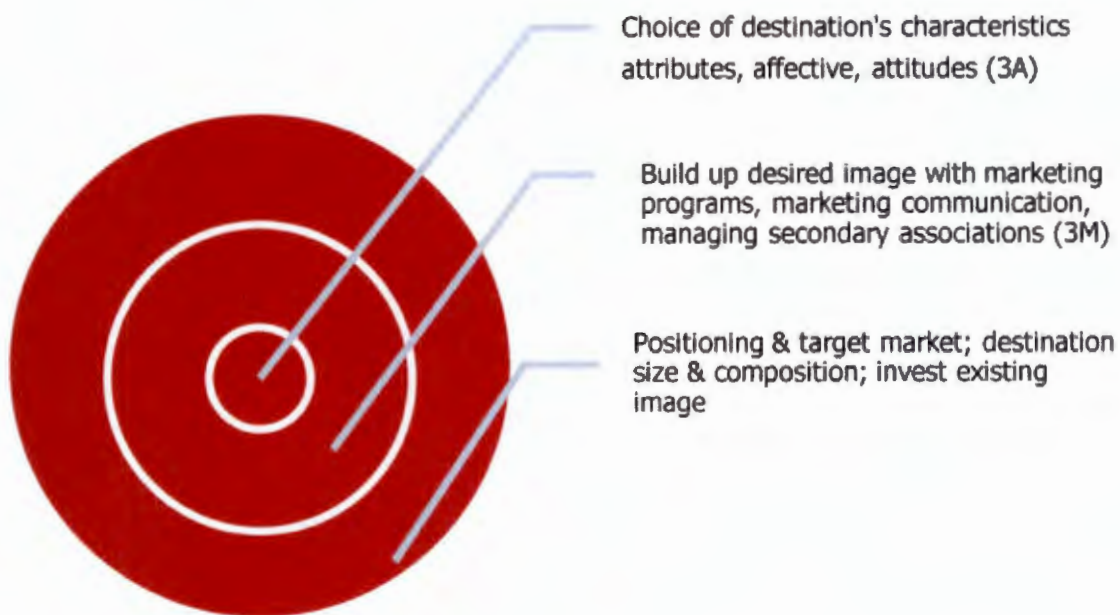 Choice of destination's characteristics
attributes, affective, attitudes (3A)
Build up desired image with marketing
programs, marketing communication,
managing secondary associations (3M)
Positioning & target market; destination
size & composition; invest existing
image